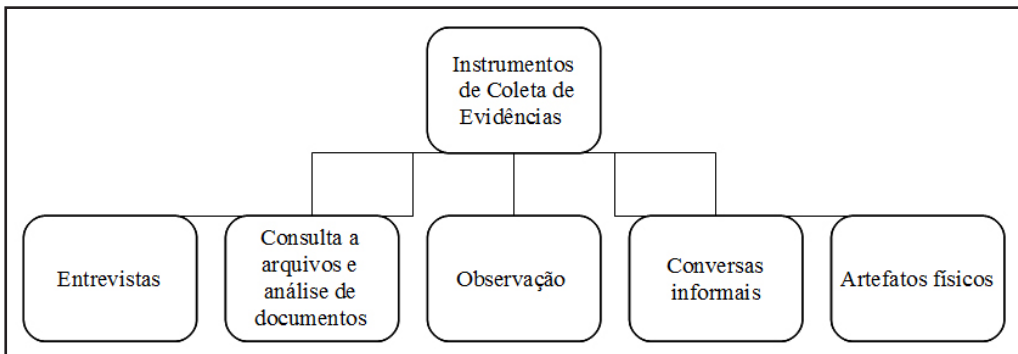 Instrumentos
de Coleta de
Evidências
Entrevistas
Consulta a
arquivos e
análise de
documentos
Observação
Conversas
informais
Artefatos físicos